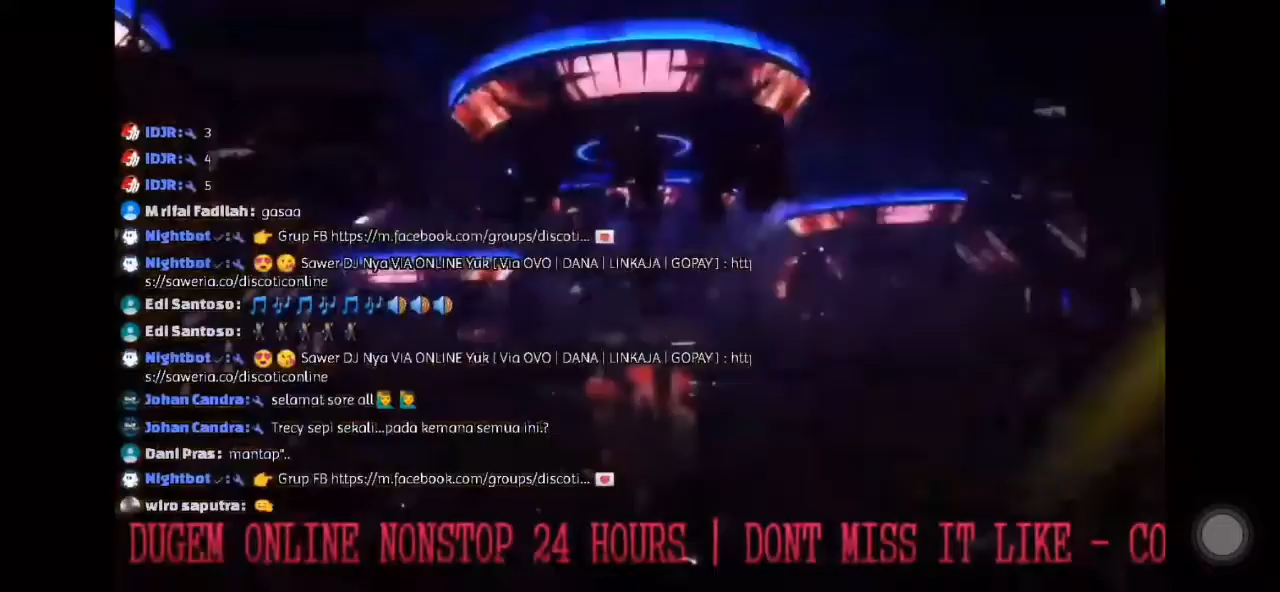 IDJR: 3
IDJR: 4
IDJR: 5
M rifai Fadilah: gasaa
Nightbot: 👉 Grup FB https://m.facebook.com/groups/discoti... 💌
Nightbot: 😍 😘 Sawer DJ Nya VIA ONLINE Yuk [ Via OVO | DANA | LINKAJA | GOPAY ] : http
s://saweria.co/discoticonline
Edi Santoso: 🎵🎶🎵🎶🎵🎶🔊🔊🔊
Edi Santoso: 🕺🕺🕺🕺🕺
Nightbot: 😍 😘 Sawer DJ Nya VIA ONLINE Yuk [ Via OVO | DANA | LINKAJA | GOPAY ] : http
s://saweria.co/discoticonline
Johan Candra: selamat sore all🙋‍♂️ 🙋‍♂️
Johan Candra: Trecy sepi sekali...pada kemana semua ini.?
Dani Pras: mantap"..
Nightbot: 👉 Grup FB https://m.facebook.com/groups/discoti... 💌
wiro saputra: 🤜
DUGEM ONLINE NONSTOP 24 HOURS | DONT MISS IT LIKE - CO